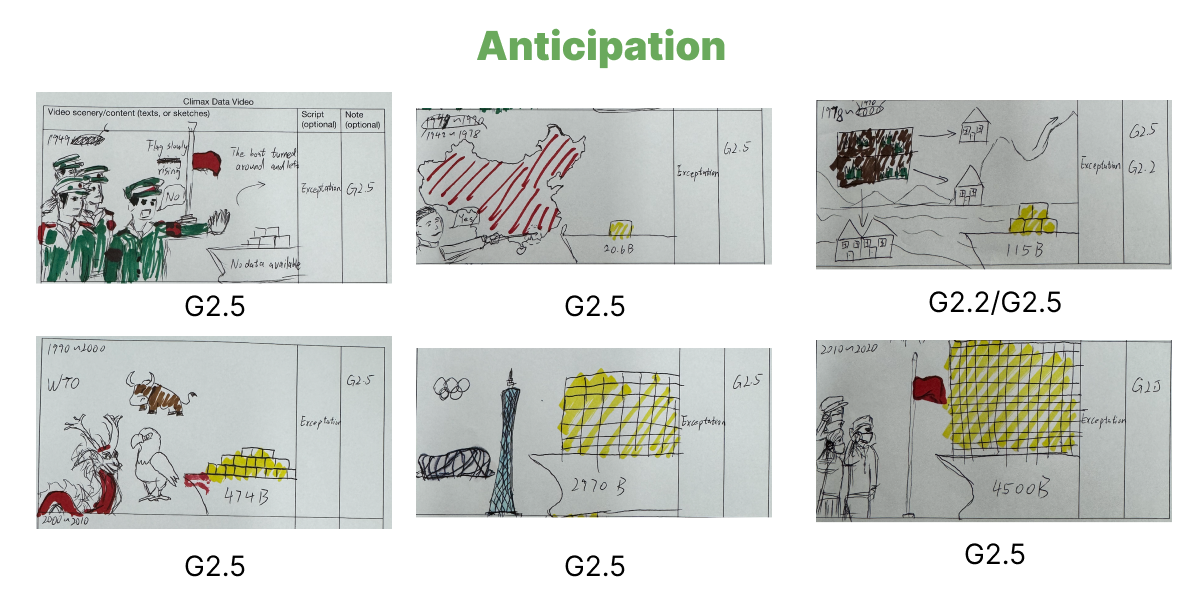 Anticipation
Climax Data Video
Video scenery/content (texts, or sketches)
Script (optional)
Note (optional)
1949
Flag slowly
rising
The boat turned
around and left
No!
Exceptation
G2.5
No data available
G2.5
1949~1978
Yes
20.6B
Exceptation
G2.5
G2.5
1978~
1990
115B
Exceptation
G2.5
G2.2
G2.2/G2.5
1990~2000
WTO
474B
Exceptation
G2.5
2000~2010
G2.5
2970 B
Exceptation
G2.5
G2.5
2010~2020
4500B
Exceptation
G2.5
G2.5